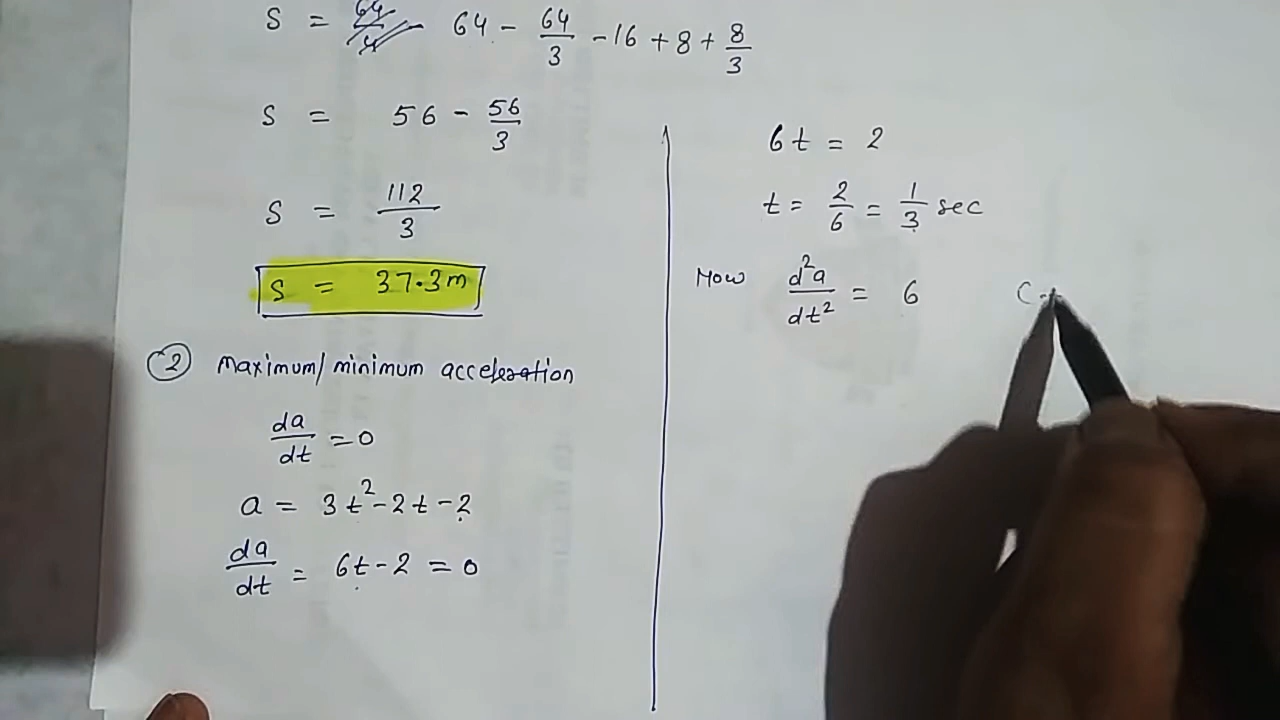 S = 64/4 64 - 64/3 - 16 + 8 + 8/3
S = 56 - 56/3
S = 112/3
S = 37.3m
(2) Maximum/minimum acceleration
da/dt = 0
a = 3t² - 2t - 2
da/dt = 6t - 2 = 0
6t = 2
t = 2/6 = 1/3 sec
Now d²a/dt² = 6 (-